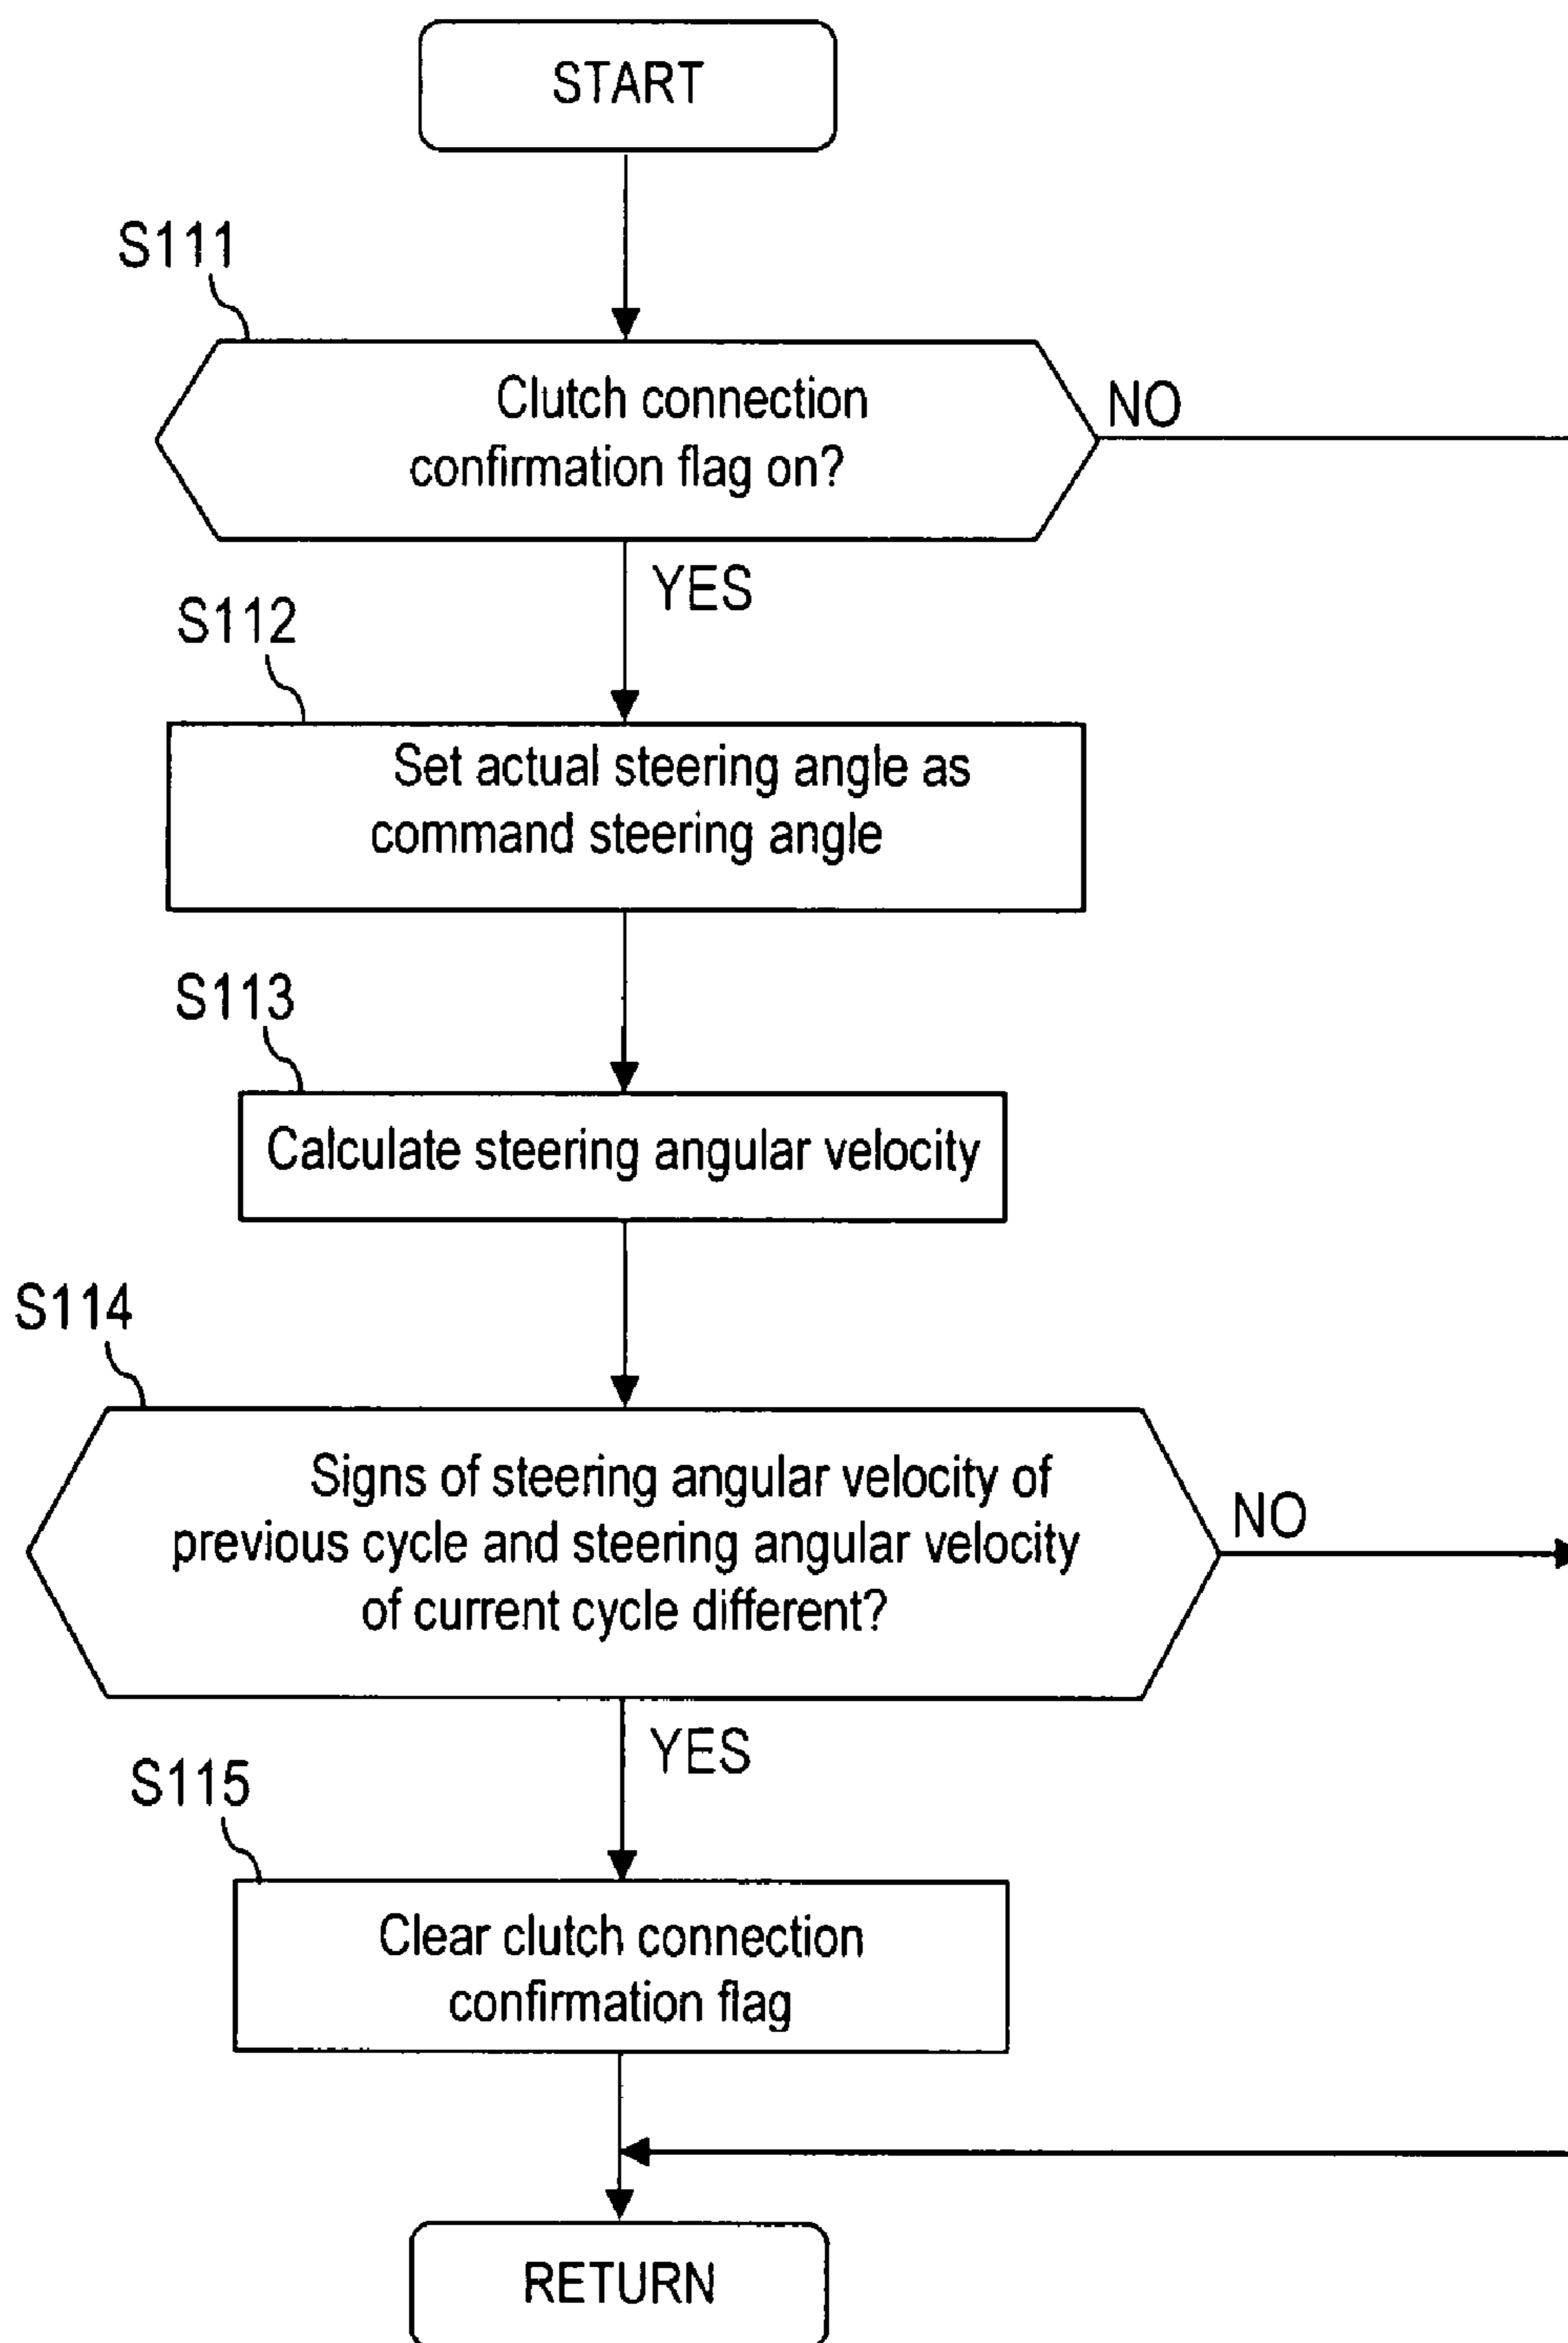 START
S111
Clutch connection
confirmation flag on?
NO
YES
S112
Set actual steering angle as
command steering angle
S113
Calculate steering angular velocity
S114
Signs of steering angular velocity of
previous cycle and steering angular velocity
of current cycle different?
NO
YES
S115
Clear clutch connection
confirmation flag
RETURN